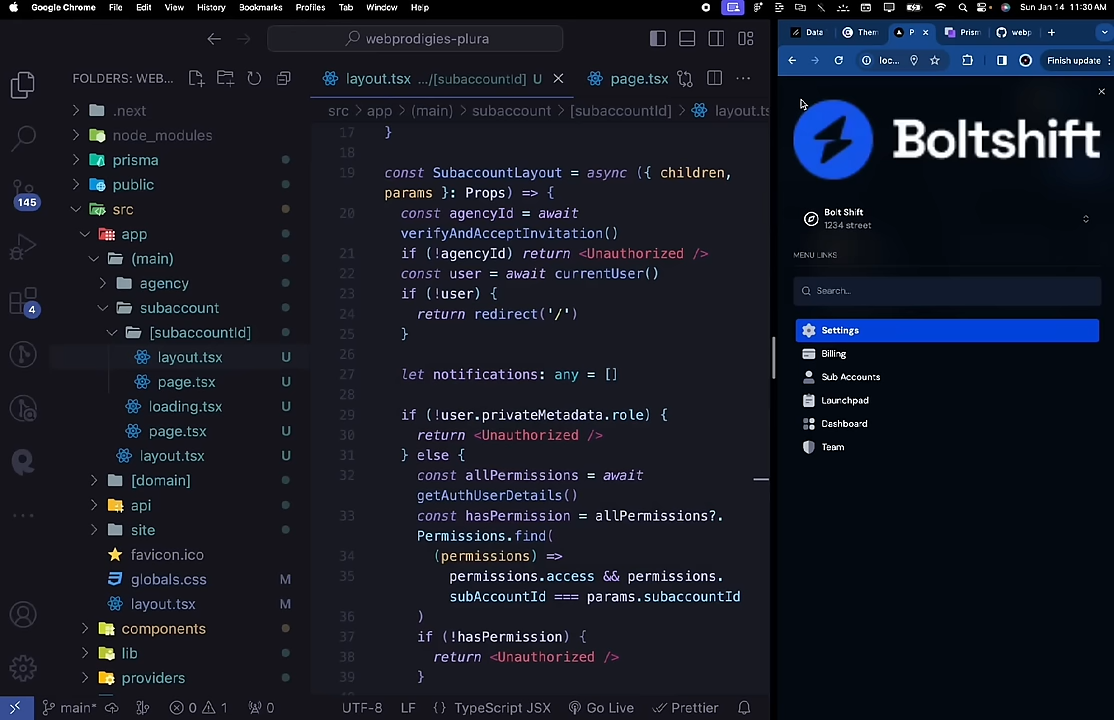 Google Chrome File Edit View History Bookmarks Profiles Tab Window Help Sun Jan 14 11:30 AM
webprodigies-plura
FOLDERS: WEB...
.next
node_modules
prisma
public
src
app
(main)
agency
subaccount
[subaccountId]
layout.tsx U
page.tsx U
loading.tsx U
page.tsx U
layout.tsx U
[domain]
api
site
favicon.ico
globals.css M
layout.tsx M
components
lib
providers
145
4
layout.tsx .../[subaccountId] U
page.tsx
src > app > (main) > subaccount > [subaccountId] > layout.ts
17 }
18
19 const SubaccountLayout = async ({ children,
params }: Props) => {
20 const agencyId = await
verifyAndAcceptInvitation()
21 if (!agencyId) return <Unauthorized />
22 const user = await currentUser()
23 if (!user) {
24 return redirect('/')
25 }
26
27 let notifications: any = []
28
29 if (!user.privateMetadata.role) {
30 return <Unauthorized />
31 } else {
32 const allPermissions = await
getAuthUserDetails()
33 const hasPermission = allPermissions?.
Permissions.find(
34 (permissions) =>
35 permissions.access && permissions.
subAccountId === params.subaccountId
36 )
37 if (!hasPermission) {
38 return <Unauthorized />
39 }
main* 0 1 0 UTF-8 LF {} TypeScript JSX Go Live Prettier
Data Them P Prism webp
loc... Finish update
Boltshift
Bolt Shift
1234 street
MENU LINKS
Search...
Settings
Billing
Sub Accounts
Launchpad
Dashboard
Team